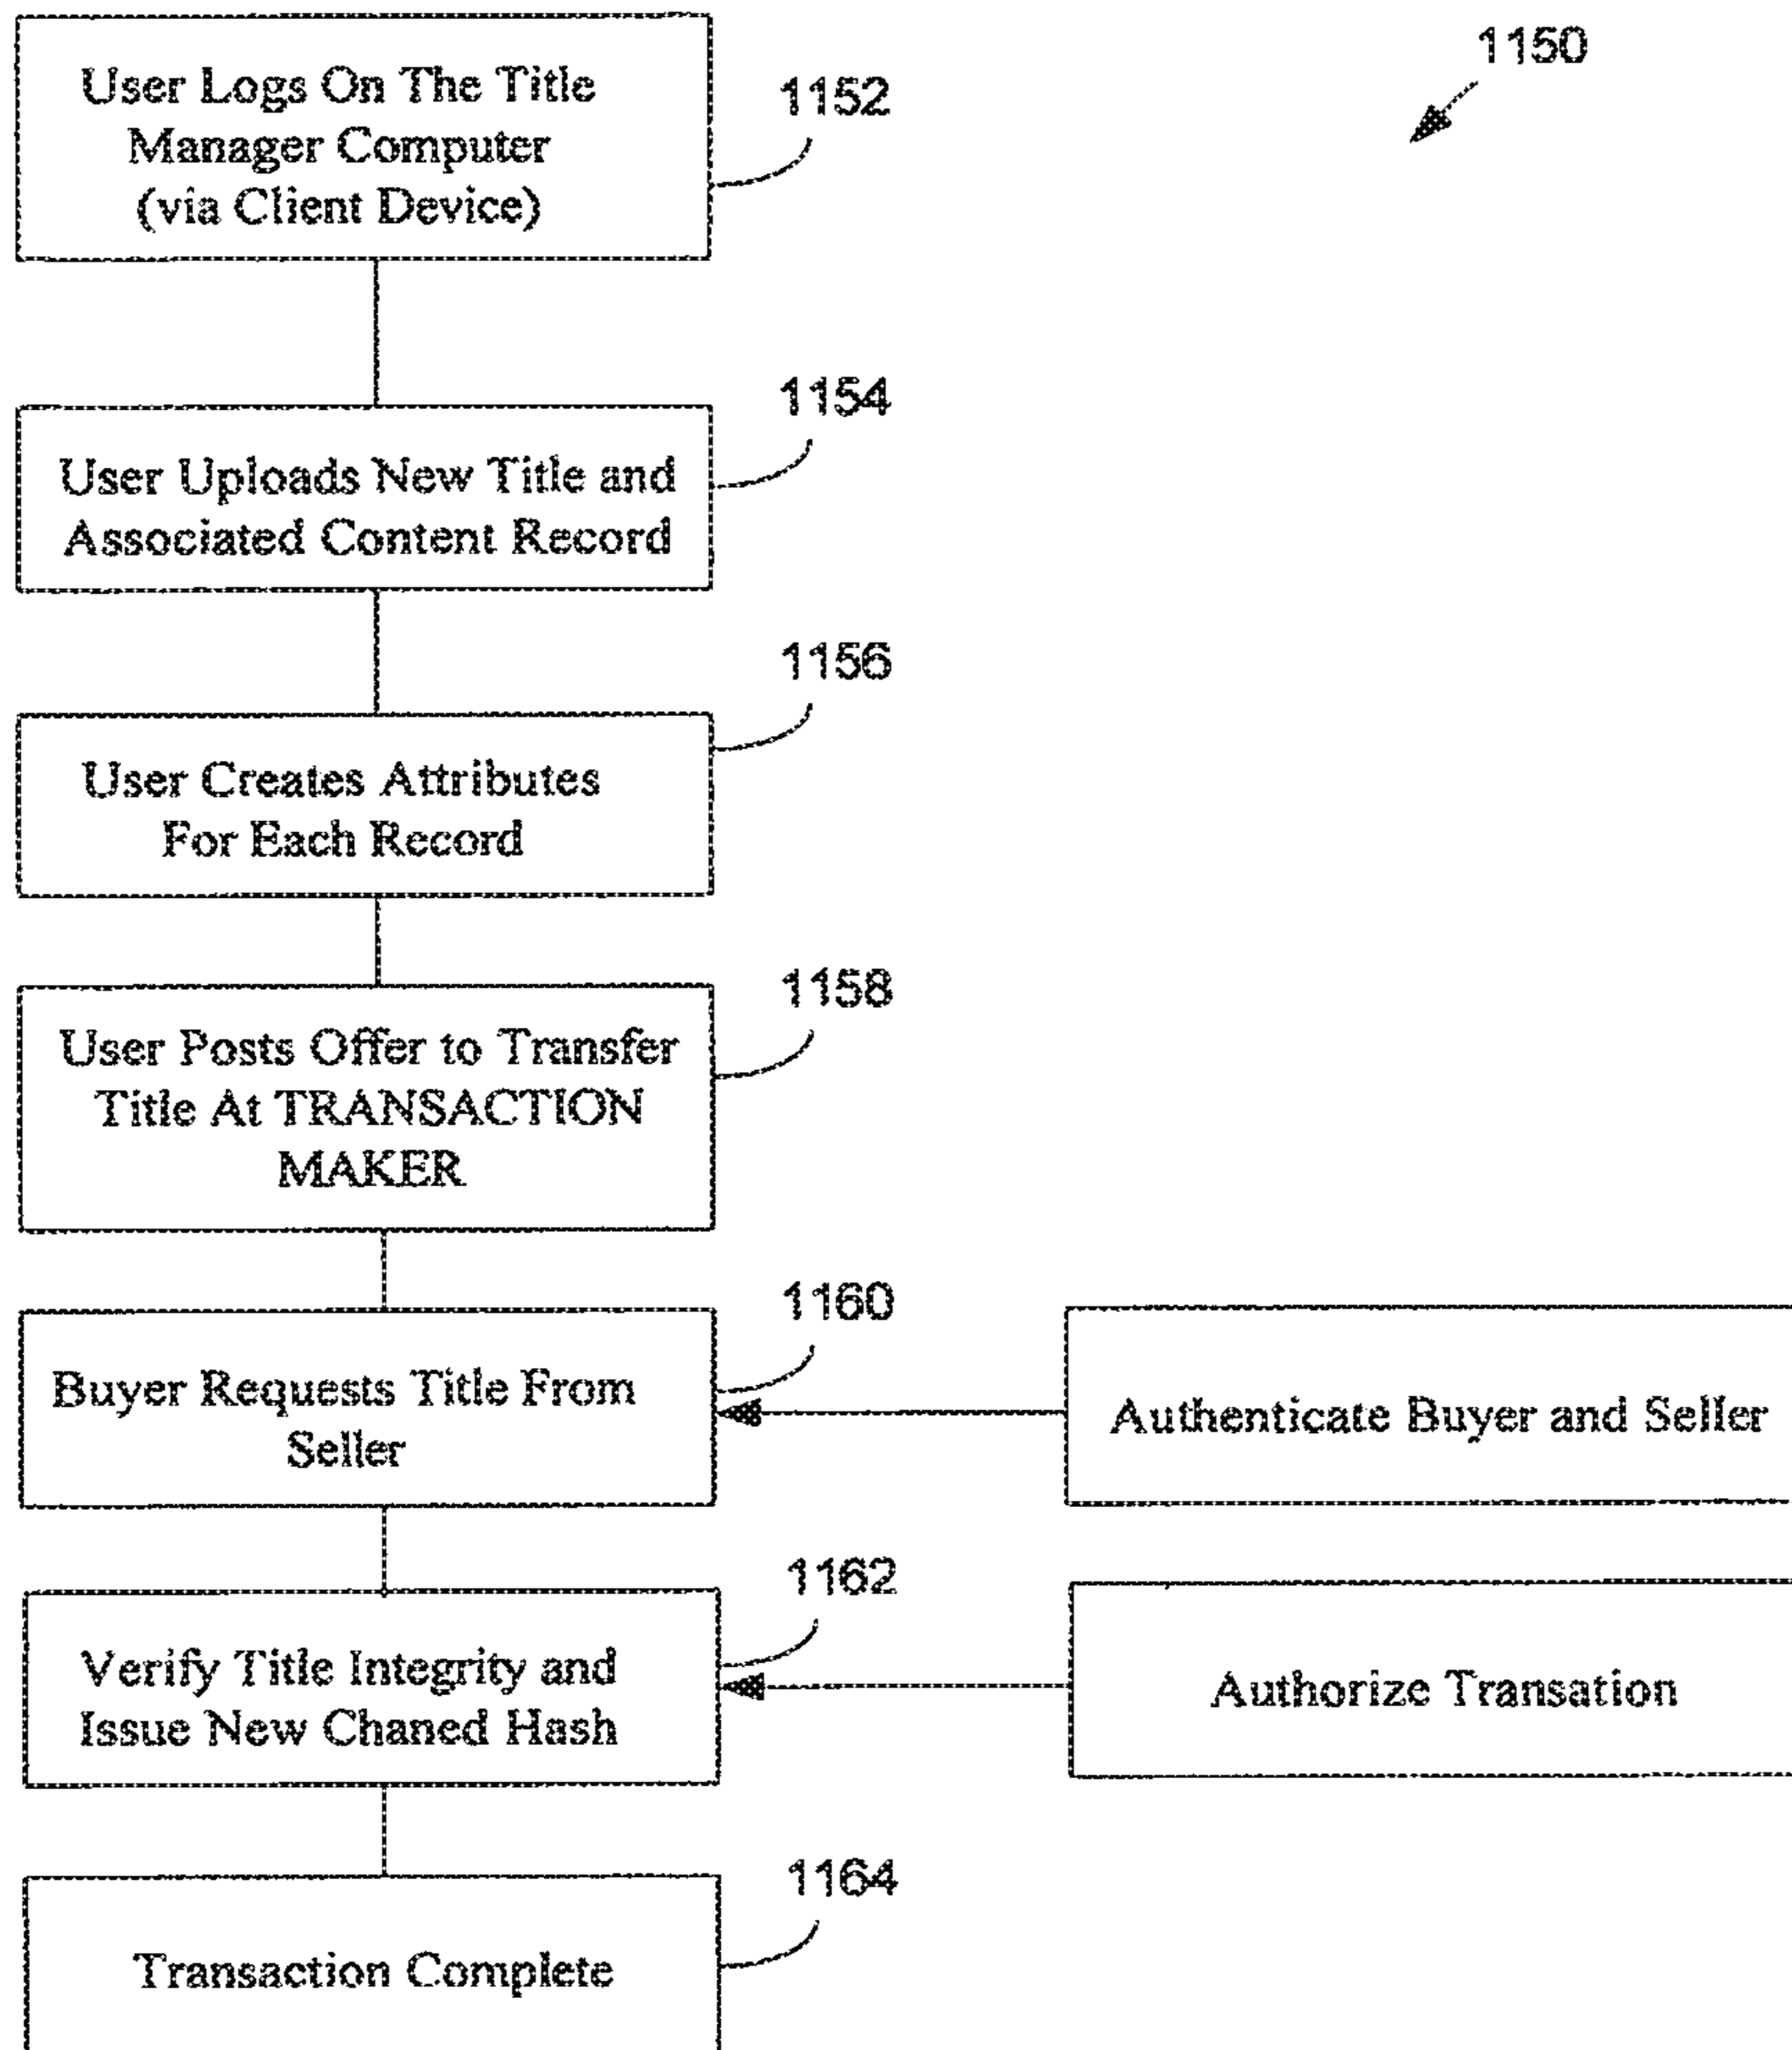 1150
User Logs On The Title
Manager Computer
(via Client Device)
1152
User Uploads New Title and
Associated Content Record
1154
User Creates Attributes
For Each Record
1156
User Posts Offer to Transfer
Title At TRANSACTION
MAKER
1158
Buyer Requests Title From
Seller
1160
Authenticate Buyer and Seller
Verify Title Integrity and
Issue New Chaned Hash
1162
Authorize Transation
Transaction Complete
1164